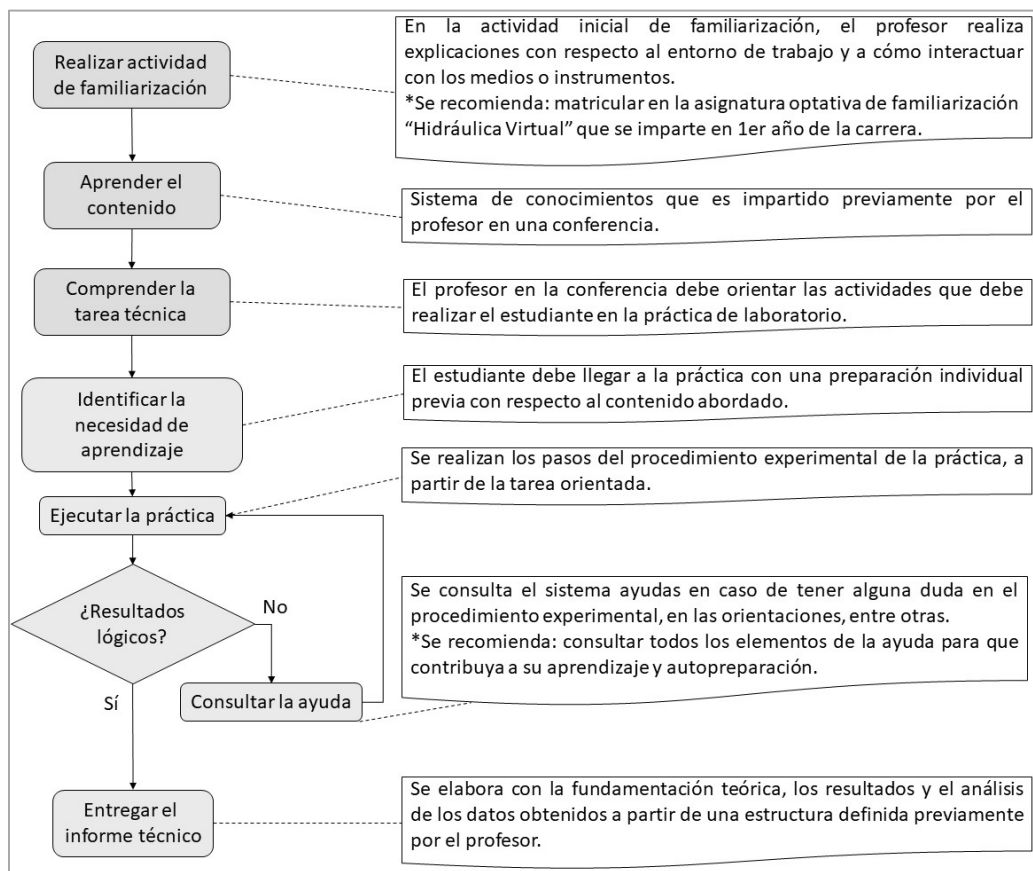 Realizar actividad
de familiarización
En la actividad inicial de familiarización, el profesor realiza
explicaciones con respecto al entorno de trabajo y a cómo interactuar
con los medios o instrumentos.
*Se recomienda: matricular en la asignatura optativa de familiarización
“Hidráulica Virtual” que se imparte en 1er año de la carrera.
Aprender el
contenido
Sistema de conocimientos que es impartido previamente por el
profesor en una conferencia.
Comprender la
tarea técnica
El profesor en la conferencia debe orientar las actividades que debe
realizar el estudiante en la práctica de laboratorio.
Identificar la
necesidad de
aprendizaje
El estudiante debe llegar a la práctica con una preparación individual
previa con respecto al contenido abordado.
Ejecutar la práctica
Se realizan los pasos del procedimiento experimental de la práctica, a
partir de la tarea orientada.
¿Resultados
lógicos?
No
Sí
Consultar la ayuda
Se consulta el sistema ayudas en caso de tener alguna duda en el
procedimiento experimental, en las orientaciones, entre otras.
*Se recomienda: consultar todos los elementos de la ayuda para que
contribuya a su aprendizaje y autopreparación.
Entregar el
informe técnico
Se elabora con la fundamentación teórica, los resultados y el análisis
de los datos obtenidos a partir de una estructura definida previamente
por el profesor.